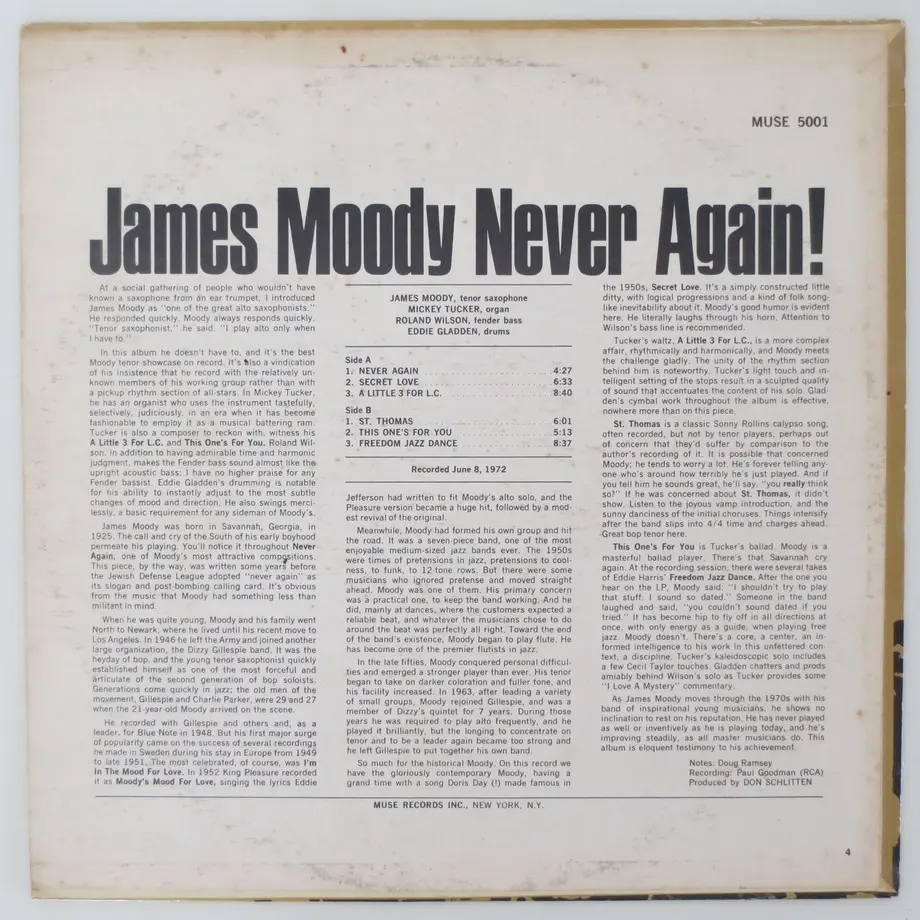 MUSE 5001
James Moody Never Again!
At a social gathering of people who wouldn't have
known a saxophone from an ear trumpet, I introduced
James Moody as "one of the great alto saxophonists."
He responded quickly. Moody always responds quickly.
"Tenor saxophonist," he said. "I play alto only when
I have to."
In this album he doesn't have to, and it's the best
Moody tenor showcase on record. It's also a vindication
of his insistence that he record with the relatively un-
known members of his working group rather than with
a pickup rhythm section of all-stars. In Mickey Tucker,
he has an organist who uses the instrument tastefully,
selectively, judiciously, in an era when it has become
fashionable to employ it as a musical battering ram.
Tucker is also a composer to reckon with, witness his
A Little 3 For L.C. and This One's For You. Roland Wil-
son, in addition to having admirable time and harmonic
judgment, makes the Fender bass sound almost like the
upright acoustic bass. I have no higher praise for any
Fender bassist. Eddie Gladden's drumming is notable
for his ability to instantly adjust to the most subtle
changes of mood and direction. He also swings merci-
lessly, a basic requirement for any sideman of Moody's.
James Moody was born in Savannah, Georgia, in
1925. The call and cry of the South of his early boyhood
permeate his playing. You'll notice it throughout Never
Again, one of Moody's most attractive compositions.
This piece, by the way, was written some years before
the Jewish Defense League adopted "never again" as
its slogan and post-bombing calling card. It's obvious
from the music that Moody had something less than
militant in mind.
When he was quite young, Moody and his family went
North to Newark, where he lived until his recent move to
Los Angeles. In 1946 he left the Army and joined another
large organization, the Dizzy Gillespie band. It was the
heyday of bop, and the young tenor saxophonist quickly
established himself as one of the most forceful and
articulate of the second generation of bop soloists.
Generations come quickly in jazz; the old men of the
movement, Gillespie and Charlie Parker, were 29 and 27
when the 21-year-old Moody arrived on the scene.
He recorded with Gillespie and others and, as a
leader, for Blue Note in 1948. But his first major surge
of popularity came on the success of several recordings
he made in Sweden during his stay in Europe from 1949
to late 1951. The most celebrated, of course, was I'm
In The Mood For Love. In 1952 King Pleasure recorded
it as Moody's Mood For Love, singing the lyrics Eddie
JAMES MOODY, tenor saxophone
MICKEY TUCKER, organ
ROLAND WILSON, fender bass
EDDIE GLADDEN, drums
Side A
1. NEVER AGAIN 4:27
2. SECRET LOVE 6:33
3. A LITTLE 3 FOR L.C. 8:40
Side B
1. ST. THOMAS 6:01
2. THIS ONE'S FOR YOU 5:13
3. FREEDOM JAZZ DANCE 8:37
Recorded June 8, 1972
Jefferson had written to fit Moody's alto solo, and the
Pleasure version became a huge hit, followed by a mod-
est revival of the original.
Meanwhile, Moody had formed his own group and hit
the road. It was a seven-piece band, one of the most
enjoyable medium-sized jazz bands ever. The 1950s
were times of pretensions in jazz, pretensions to cool-
ness, to funk, to 12 tone rows. But there were some
musicians who ignored pretense and moved straight
ahead. Moody was one of them. His primary concern
was a practical one, to keep the band working. And he
did, mainly at dances, where the customers expected a
reliable beat, and whatever the musicians chose to do
around the beat was perfectly all right. Toward the end
of the band's existence, Moody began to play flute. He
has become one of the premier flutists in jazz.
In the late fifties, Moody conquered personal difficul-
ties and emerged a stronger player than ever. His tenor
began to take on darker coloration and fuller tone, and
his facility increased. In 1963, after leading a variety
of small groups, Moody rejoined Gillespie, and was a
member of Dizzy's quintet for 7 years. During those
years he was required to play alto frequently, and he
played it brilliantly, but the longing to concentrate on
tenor and to be a leader again became too strong and
he left Gillespie to put together his own band.
So much for the historical Moody. On this record we
have the gloriously contemporary Moody, having a
grand time with a song Doris Day (!) made famous in
the 1950s, Secret Love. It's a simply constructed little
ditty, with logical progressions and a kind of folk song-
like inevitability about it. Moody's good humor is evident
here. He literally laughs through his horn. Attention to
Wilson's bass line is recommended.
Tucker's waltz, A Little 3 For L.C., is a more complex
affair, rhythmically and harmonically, and Moody meets
the challenge gladly. The unity of the rhythm section
behind him is noteworthy. Tucker's light touch and in-
telligent setting of the stops result in a sculpted quality
of sound that accentuates the content of his solo. Glad-
den's cymbal work throughout the album is effective,
nowhere more than on this piece.
St. Thomas is a classic Sonny Rollins calypso song,
often recorded, but not by tenor players, perhaps out
of concern that they'd suffer by comparison to the
author's recording of it. It is possible that concerned
Moody; he tends to worry a lot. He's forever telling any-
one who's around how terribly he's just played. And if
you tell him he sounds great, he'll say, "you really think
so?" If he was concerned about St. Thomas, it didn't
show. Listen to the joyous vamp introduction, and the
sunny danciness of the initial choruses. Things intensify
after the band slips into 4/4 time and charges ahead.
Great bop tenor here.
This One's For You is Tucker's ballad. Moody is a
masterful ballad player. There's that Savannah cry
again. At the recording session, there were several takes
of Eddie Harris' Freedom Jazz Dance. After the one you
hear on the LP, Moody said: "I shouldn't try to play
that stuff. I sound so dated." Someone in the band
laughed and said, "you couldn't sound dated if you
tried." It has become hip to fly off in all directions at
once, with only energy as a guide, when playing free
jazz. Moody doesn't. There's a core, a center, an in-
formed intelligence to his work in this unfettered con-
text, a discipline. Tucker's kaleidoscopic solo includes
a few Cecil Taylor touches. Gladden chatters and prods
amiably behind Wilson's solo as Tucker provides some
"I Love A Mystery" commentary.
As James Moody moves through the 1970s with his
band of inspirational young musicians, he shows no
inclination to rest on his reputation. He has never played
as well or inventively as he is playing today, and he's
improving steadily, as all master musicians do. This
album is eloquent testimony to his achievement.
Notes: Doug Ramsey
Recording: Paul Goodman (RCA)
Produced by DON SCHLITTEN
MUSE RECORDS INC., NEW YORK, N.Y.
4